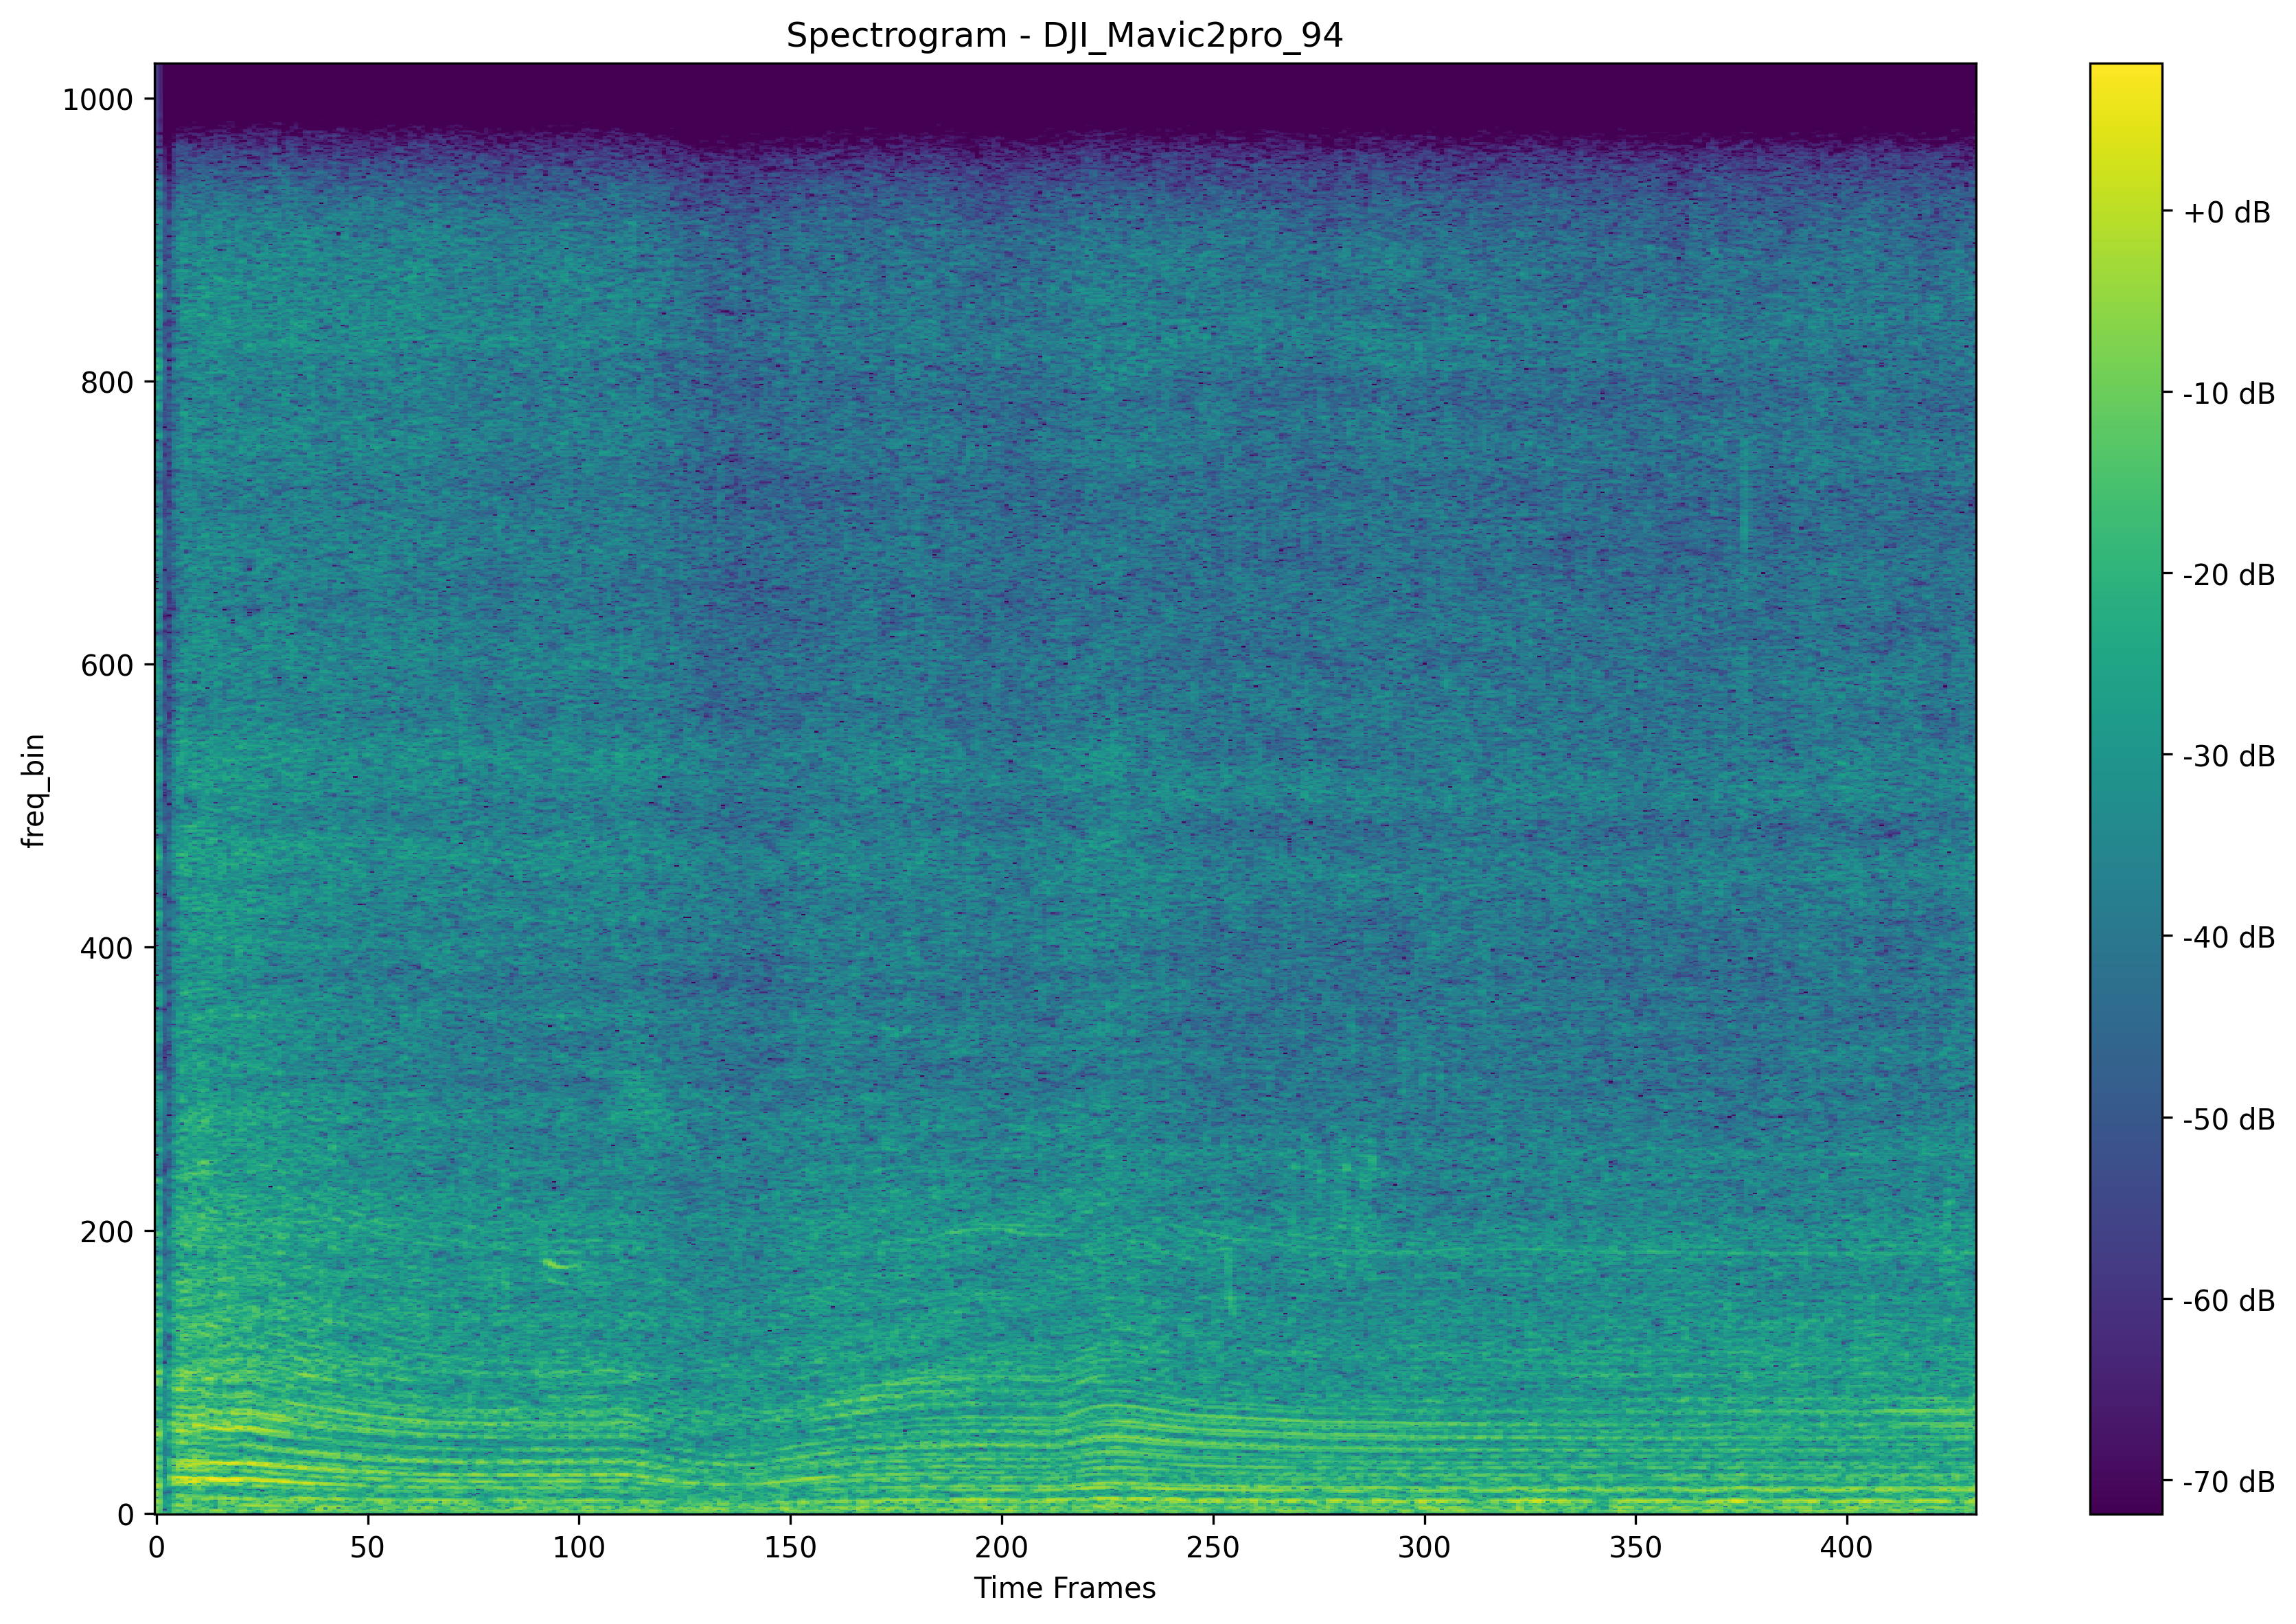 Spectrogram - DJI_Mavic2pro_94
1000
800
600
400
200
0
freq_bin
0 50 100 150 200 250 300 350 400
Time Frames
+0 dB
-10 dB
-20 dB
-30 dB
-40 dB
-50 dB
-60 dB
-70 dB